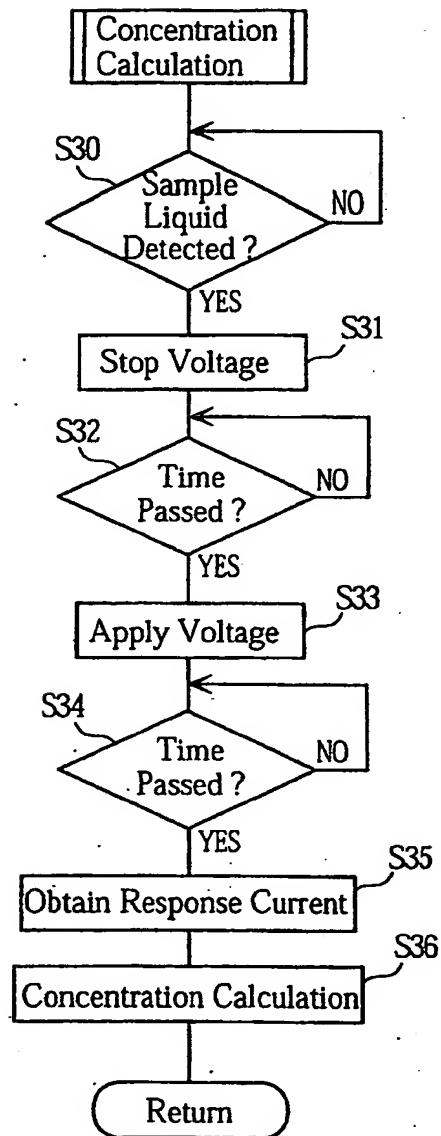 Concentration
Calculation
S30
Sample
Liquid
Detected ?
NO
YES
S31
Stop Voltage
S32
Time
Passed ?
NO
YES
S33
Apply Voltage
S34
Time
Passed ?
NO
YES
S35
Obtain Response Current
S36
Concentration Calculation
Return